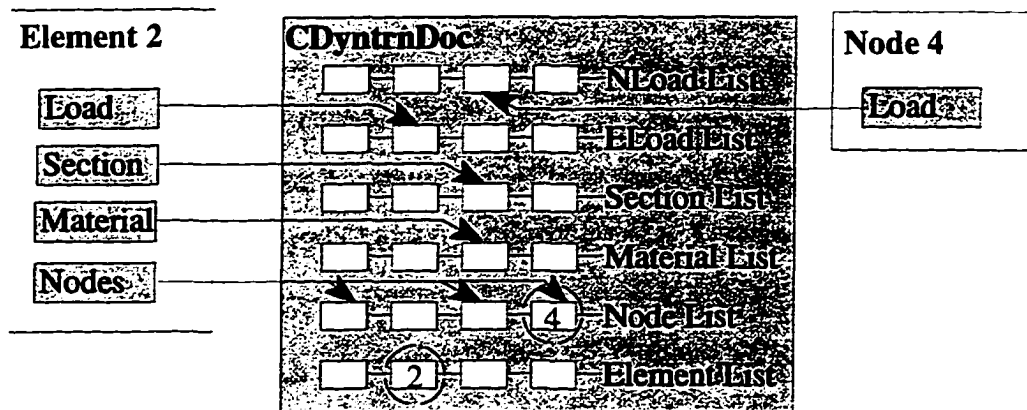 Element 2
Load
Section
Material
Nodes
CDyntrnDoc
NLoad List
ELoad List
Section List
Material List
4 Node List
2 Element List
Node 4
Load